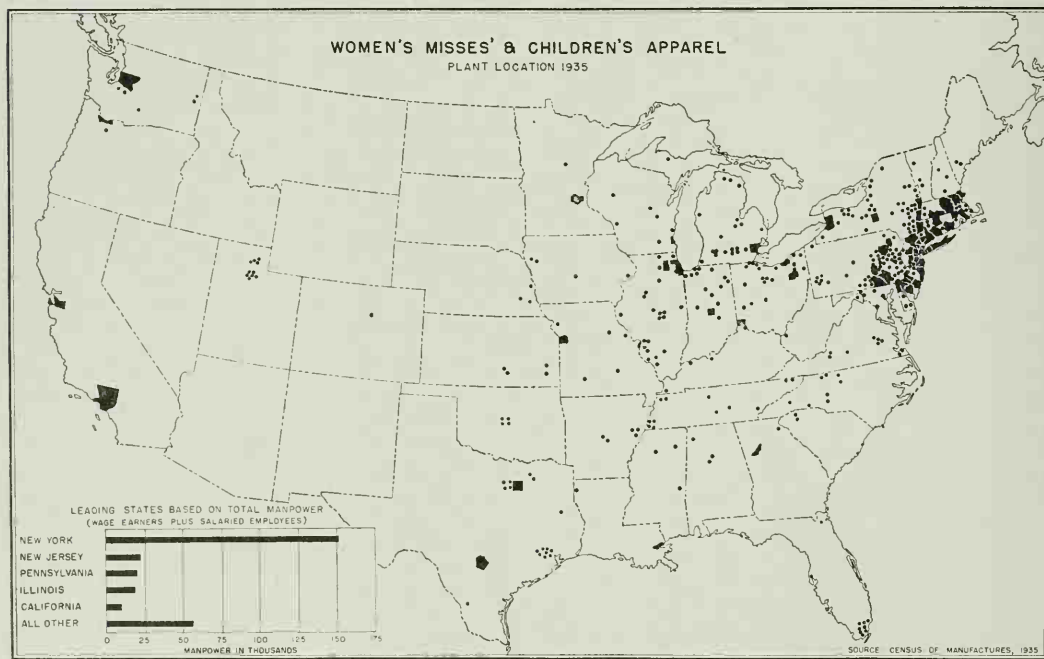 WOMEN'S MISSES' & CHILDREN'S APPAREL
PLANT LOCATION 1935
LEADING STATES BASED ON TOTAL MANPOWER
(WAGE EARNERS PLUS SALARIED EMPLOYEES)
NEW YORK
NEW JERSEY
PENNSYLVANIA
ILLINOIS
CALIFORNIA
ALL OTHER
0 25 50 75 100 125 150 175
MANPOWER IN THOUSANDS
SOURCE: CENSUS OF MANUFACTURES, 1935